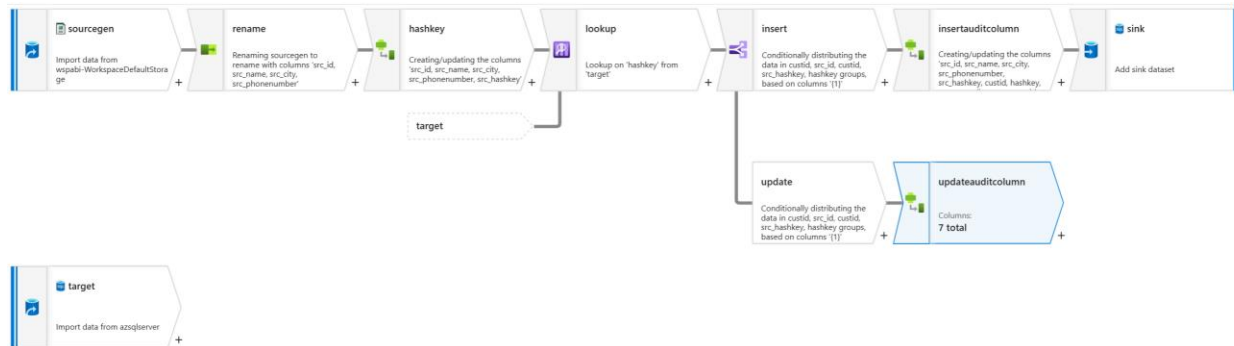 sourcegen
Import data from
wspabi-WorkspaceDefaultStora
ge
+
rename
Renaming sourcegen to
rename with columns 'src_id,
src_name, src_city,
src_phonenumber'
+
hashkey
Creating/updating the columns
'src_id, src_name, src_city,
src_phonenumber, src_hashkey'
+
lookup
Lookup on 'hashkey' from
'target'
+
insert
Conditionally distributing the
data in custid, src_id, custid,
src_hashkey, hashkey groups,
based on columns '{1}'
+
insertauditcolumn
Creating/updating the columns
'src_id, src_name, src_city,
src_phonenumber,
src_hashkey, custid, hashkey,
+
sink
Add sink dataset
target
update
Conditionally distributing the
data in custid, src_id, custid,
src_hashkey, hashkey groups,
based on columns '{1}'
+
updateauditcolumn
Columns:
7 total
+
target
Import data from azsqlserver
+